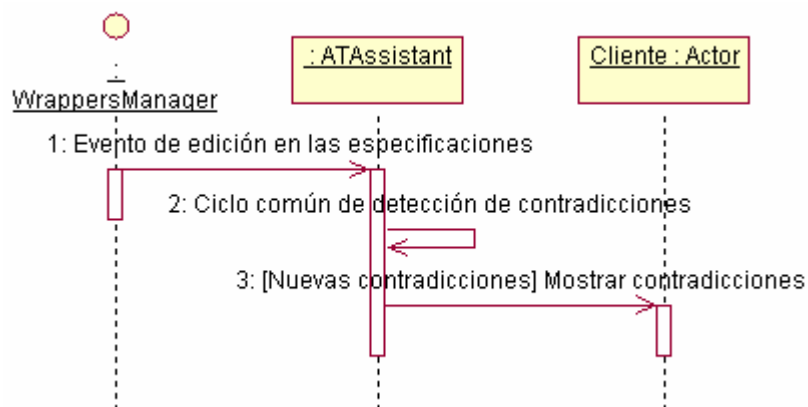 : ATAssistant
Cliente : Actor
:
WrappersManager
1: Evento de edición en las especificaciones
2: Ciclo común de detección de contradicciones
3: [Nuevas contradicciones] Mostrar contradicciones